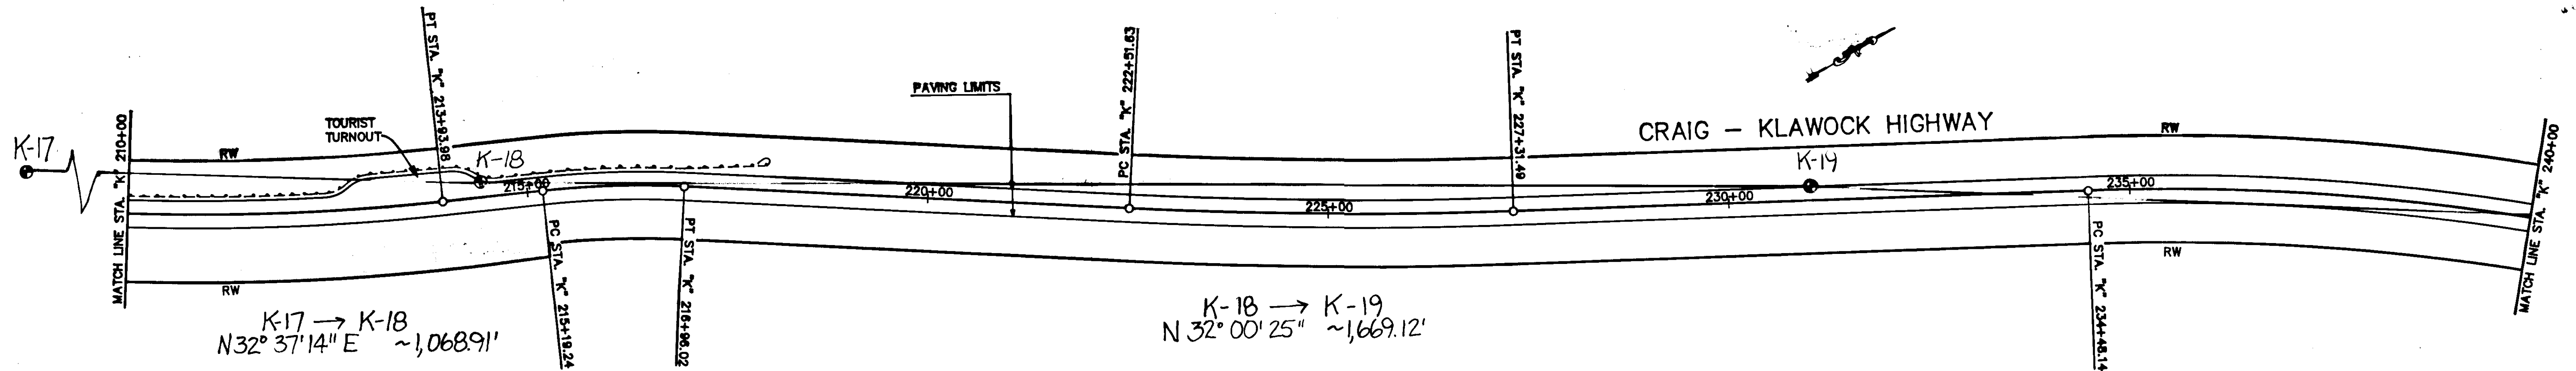 K-17
MATCH LINE STA. "K" 210+00
RW
RW
TOURIST
TURNOUT
PT STA. "K" 213+93.98
K-18
215+00
PC STA. "K" 215+19.24
PT STA. "K" 216+96.02
220+00
PAVING LIMITS
PC STA. "K" 222+51.63
225+00
PT STA. "K" 227+31.49
230+00
CRAIG - KLAWOCK HIGHWAY
K-19
235+00
PC STA. "K" 234+48.14
RW
RW
MATCH LINE STA. "K" 240+00
K-17 → K-18
N32°37'14" E ~1,068.91'
K-18 → K-19
N 32° 00' 25" ~1,669.12'